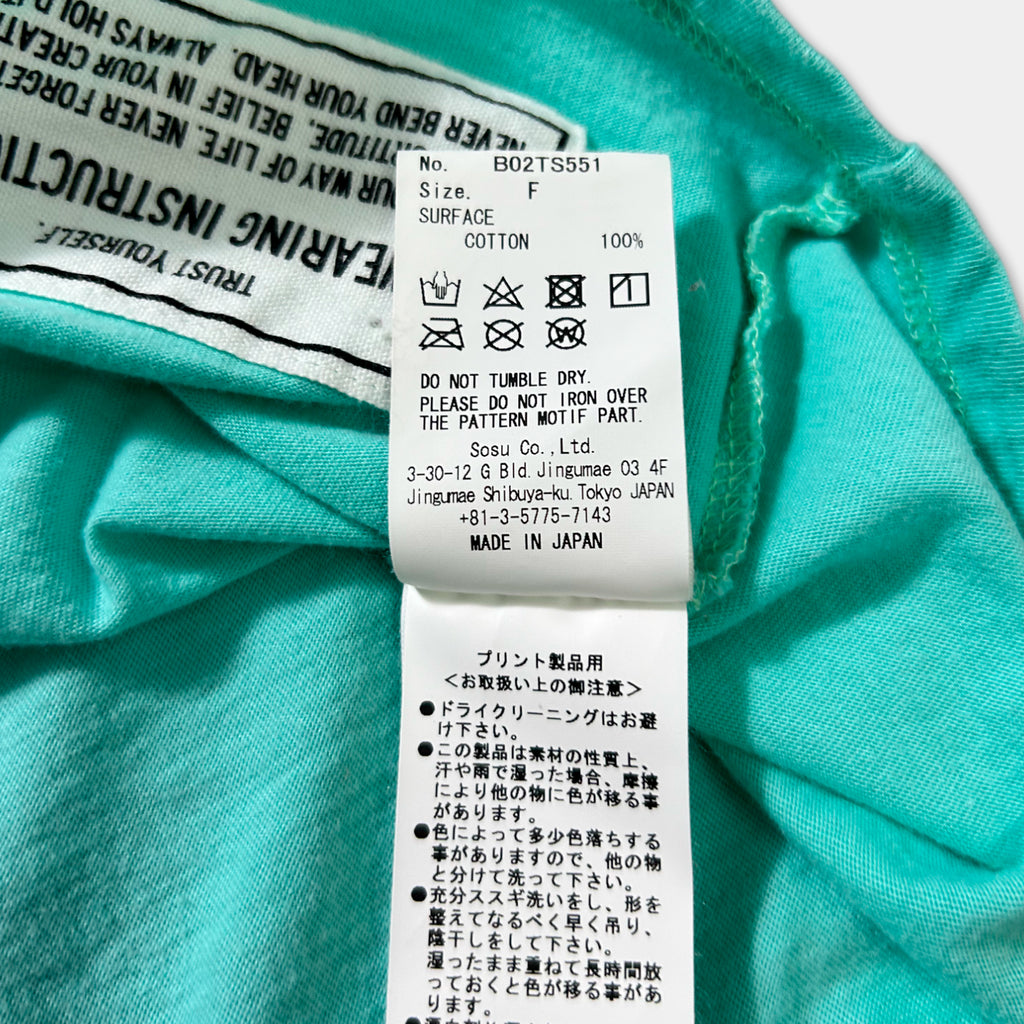 No. B02TS551
Size. F
SURFACE
COTTON 100%
DO NOT TUMBLE DRY.
PLEASE DO NOT IRON OVER
THE PATTERN MOTIF PART.
Sosu Co.,Ltd.
3-30-12 G Bld.Jingumae 03 4F
Jingumae Shibuya-ku.Tokyo JAPAN
+81-3-5775-7143
MADE IN JAPAN
プリント製品用
<お取扱い上の御注意>
●ドライクリーニングはお避
け下さい。
●この製品は素材の性質上、
汗や雨で湿った場合、摩擦
により他の物に色が移る事
があります。
●色によって多少色落ちする
事がありますので、他の物
と分けて洗って下さい。
●充分ススギ洗いをし、形を
整えてなるべく早く吊り、
陰干しをして下さい。
湿ったまま重ねて長時間放
っておくと色が移る事があ
ります。
TRUST YOURSELF.
WEARING INSTRUCTI
OUR WAY OF LIFE. NEVER FORGET
BELIEF IN YOUR CREATI
NEVER BEND YOUR HEAD. ALWAYS HOLD IT